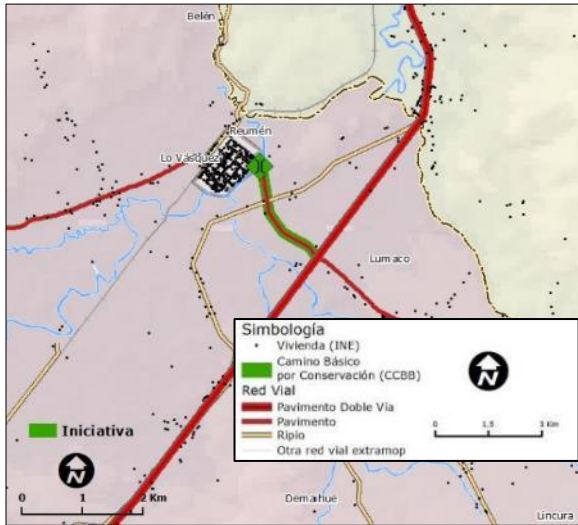 Belén
Reumén
Lo Vásquez
Lumaco
Simbología
Vivienda (INE)
Camino Básico
por Conservación (CCBB)
Red Vial
Pavimento Doble Vía
Pavimento
Ripio
Otra red vial extramop
N
0 1,5 3 Km
Iniciativa
N
0 1 2 Km
Demaihue
Lincura